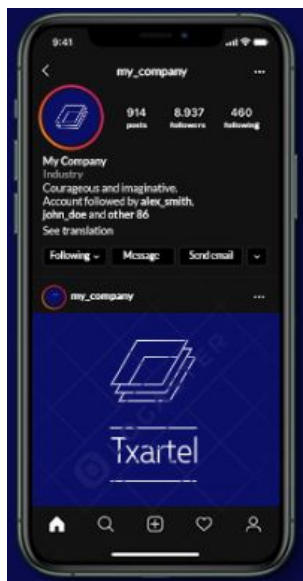 9:41
my_company
914 8.937 460
posts followers following
My Company
Industry
Courageous and imaginative.
Account followed by alex_smith,
john_doe and other 86
See translation
Following Message Send email
my_company
Txartel